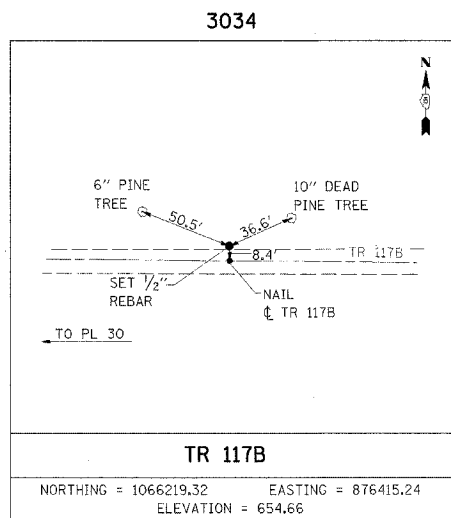 3034
N
6" PINE
TREE
10" DEAD
PINE TREE
50.5'
36.6'
TR 117B
8.4'
SET 1/2"
REBAR
NAIL
℄ TR 117B
TO PL 30
TR 117B
NORTHING = 1066219.32 EASTING = 876415.24
ELEVATION = 654.66